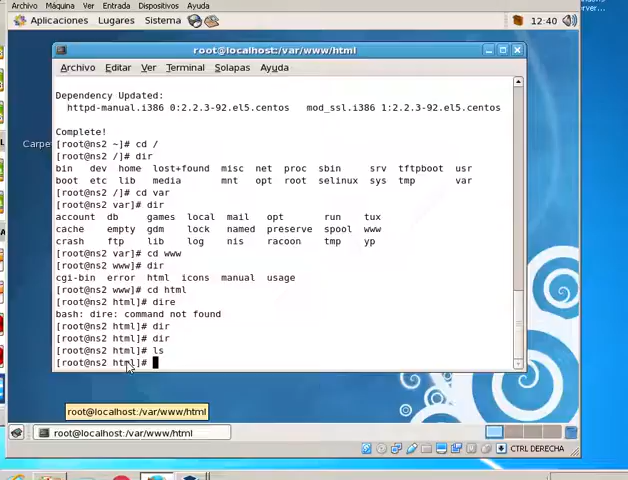 Archivo Máquina Ver Entrada Dispositivos Ayuda
server...
Aplicaciones Lugares Sistema 12:40
root@localhost:/var/www/html
Archivo Editar Ver Terminal Solapas Ayuda
Dependency Updated:
httpd-manual.i386 0:2.2.3-92.el5.centos mod_ssl.i386 1:2.2.3-92.el5.centos
Complete!
[root@ns2 ~]# cd /
Carpe
[root@ns2 /]# dir
bin dev home lost+found misc net proc sbin srv tftpboot usr
boot etc lib media mnt opt root selinux sys tmp var
[root@ns2 /]# cd var
[root@ns2 var]# dir
account db games local mail opt run tux
cache empty gdm lock named preserve spool www
crash ftp lib log nis racoon tmp yp
[root@ns2 var]# cd www
[root@ns2 www]# dir
cgi-bin error html icons manual usage
[root@ns2 www]# cd html
[root@ns2 html]# dire
bash: dire: command not found
[root@ns2 html]# dir
[root@ns2 html]# dir
[root@ns2 html]# ls
[root@ns2 html]#
root@localhost:/var/www/html
root@localhost:/var/www/html
CTRL DERECHA